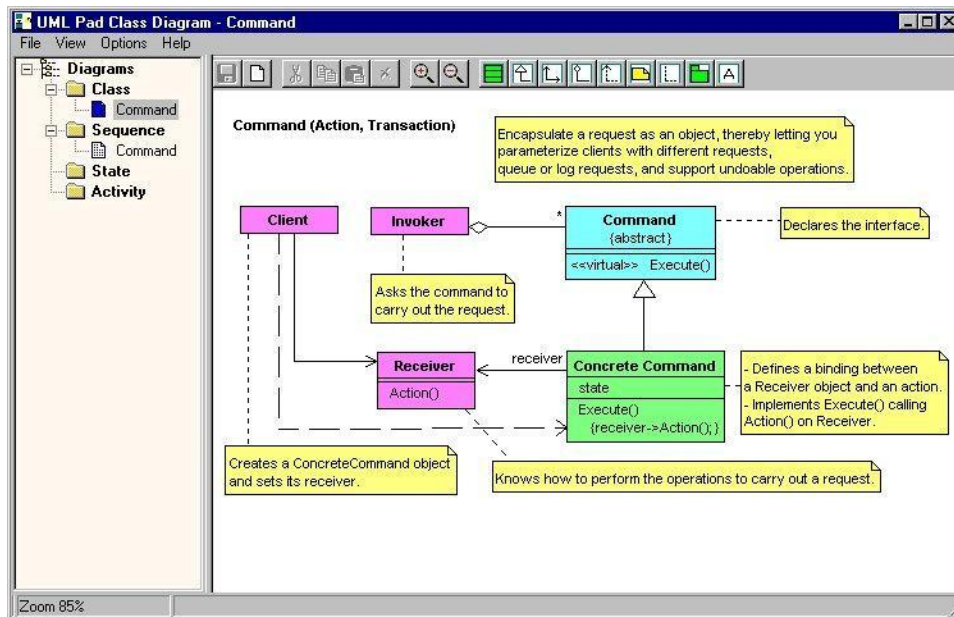 UML Pad Class Diagram - Command
File View Options Help
Diagrams
Class
Command
Sequence
Command
State
Activity
A
Command (Action, Transaction)
Encapsulate a request as an object, thereby letting you
parameterize clients with different requests,
queue or log requests, and support undoable operations.
Client
Invoker
*
Command
{abstract}
<<virtual>> Execute()
Declares the interface.
Asks the command to
carry out the request.
Receiver
Action()
receiver
Concrete Command
state
Execute()
{receiver->Action();}
- Defines a binding between
a Receiver object and an action.
- Implements Execute() calling
Action() on Receiver.
Creates a ConcreteCommand object
and sets its receiver.
Knows how to perform the operations to carry out a request.
Zoom 85%